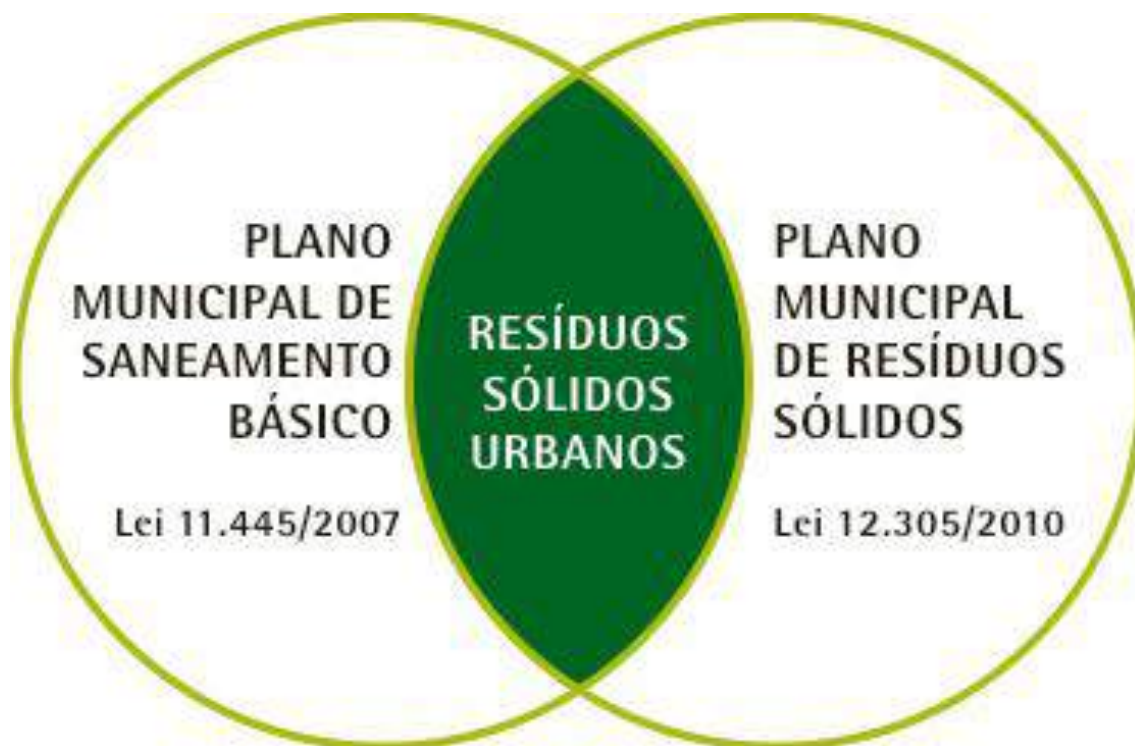 PLANO
MUNICIPAL DE
SANEAMENTO
BÁSICO
Lei 11.445/2007
RESÍDUOS
SÓLIDOS
URBANOS
PLANO
MUNICIPAL
DE RESÍDUOS
SÓLIDOS
Lei 12.305/2010